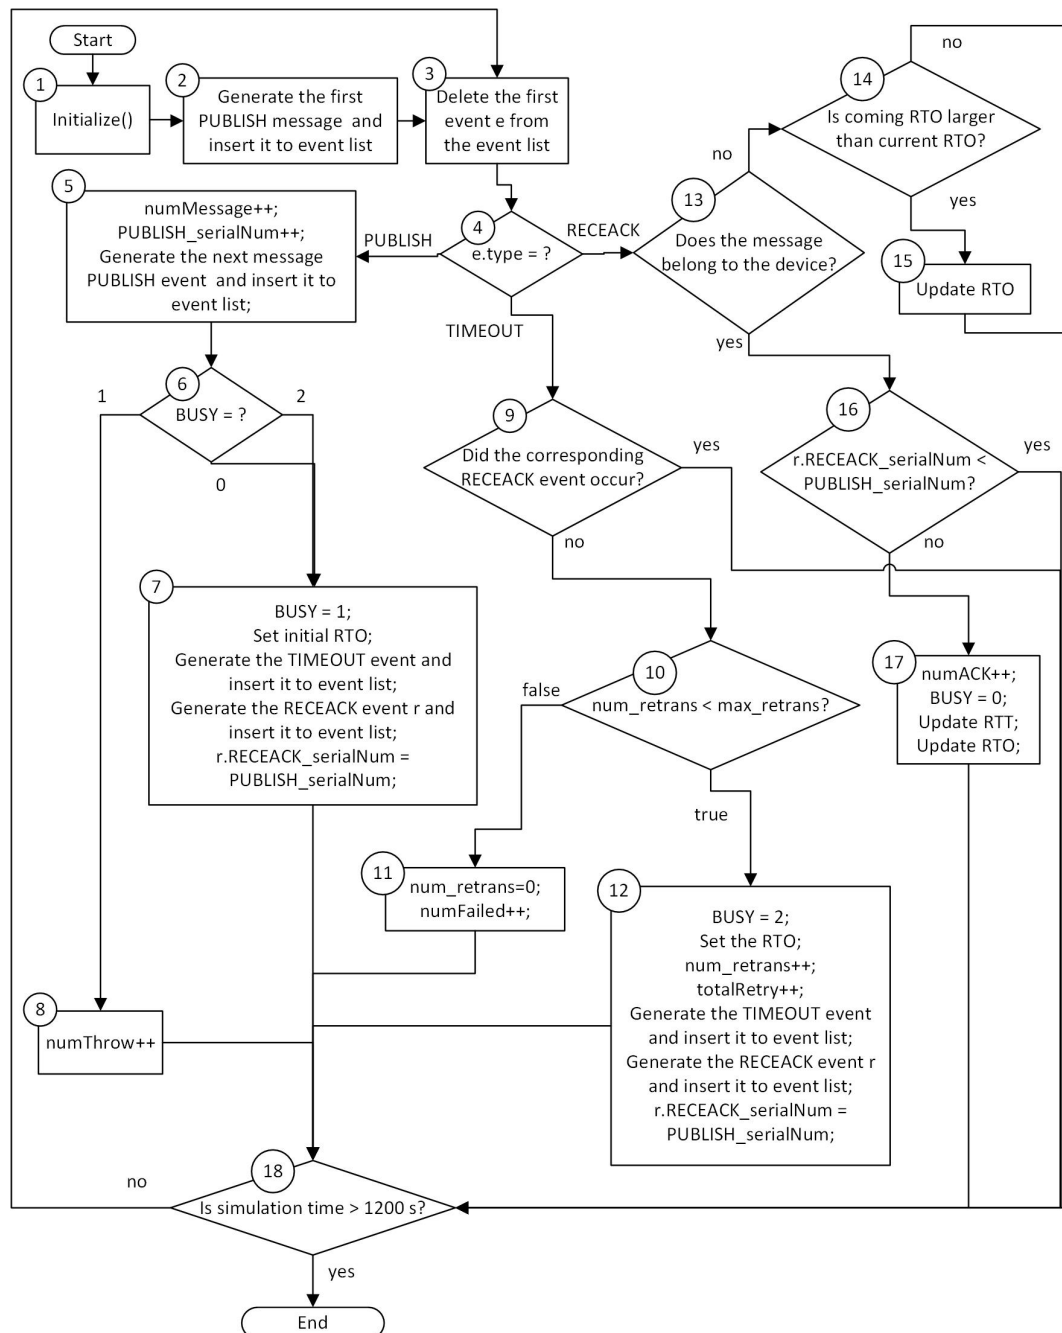 Start
1
Initialize()
2
Generate the first
PUBLISH message and
insert it to event list
3
Delete the first
event e from
the event list
4
e.type = ?
PUBLISH
RECEACK
TIMEOUT
5
numMessage++;
PUBLISH_serialNum++;
Generate the next message
PUBLISH event and insert it to
event list;
6
BUSY = ?
1
2
0
7
BUSY = 1;
Set initial RTO;
Generate the TIMEOUT event and
insert it to event list;
Generate the RECEACK event r and
insert it to event list;
r.RECEACK_serialNum =
PUBLISH_serialNum;
8
numThrow++
9
Did the corresponding
RECEACK event occur?
yes
no
10
num_retrans < max_retrans?
false
true
11
num_retrans=0;
numFailed++;
12
BUSY = 2;
Set the RTO;
num_retrans++;
totalRetry++;
Generate the TIMEOUT event
and insert it to event list;
Generate the RECEACK event r
and insert it to event list;
r.RECEACK_serialNum =
PUBLISH_serialNum;
13
Does the message
belong to the device?
no
yes
14
Is coming RTO larger
than current RTO?
no
yes
15
Update RTO
16
r.RECEACK_serialNum <
PUBLISH_serialNum?
yes
no
17
numACK++;
BUSY = 0;
Update RTT;
Update RTO;
18
Is simulation time > 1200 s?
no
yes
End